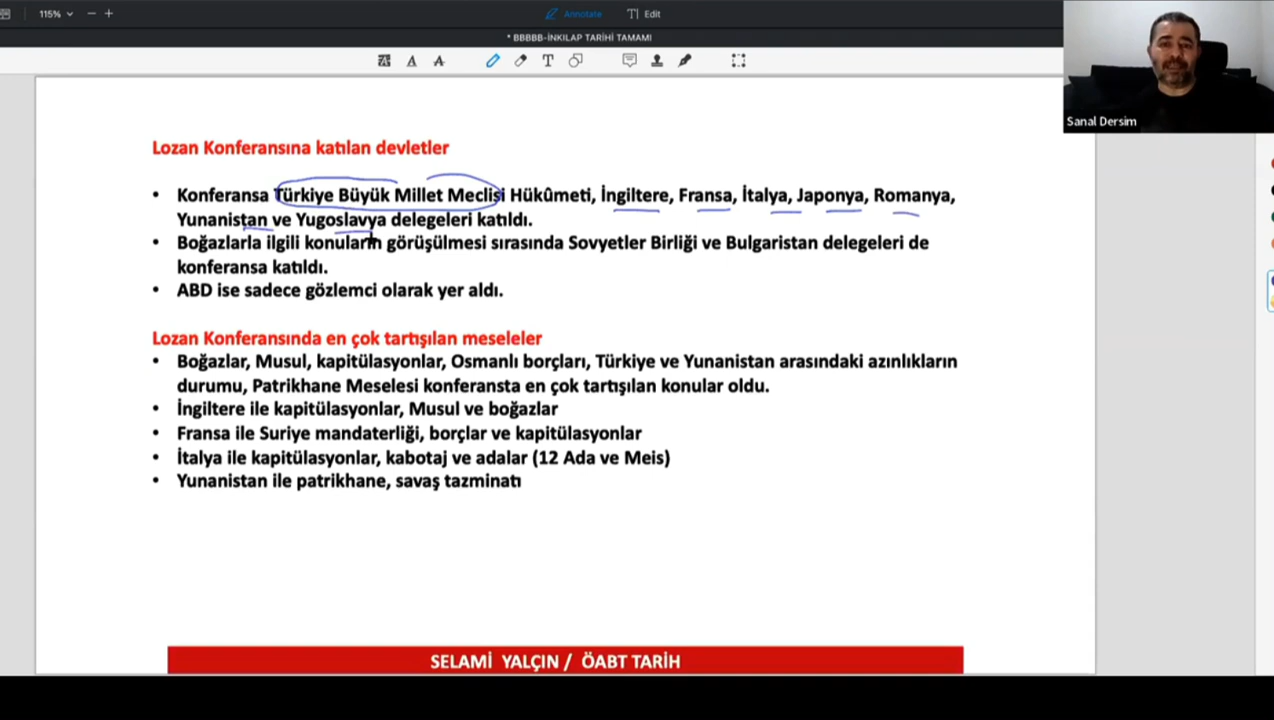 115%
Annotate
Edit
* BBBBB-İNKILAP TARİHİ TAMAMI
Sanal Dersim
Lozan Konferansına katılan devletler
• Konferansa Türkiye Büyük Millet Meclisi Hükûmeti, İngiltere, Fransa, İtalya, Japonya, Romanya,
Yunanistan ve Yugoslavya delegeleri katıldı.
• Boğazlarla ilgili konuların görüşülmesi sırasında Sovyetler Birliği ve Bulgaristan delegeleri de
konferansa katıldı.
• ABD ise sadece gözlemci olarak yer aldı.
Lozan Konferansında en çok tartışılan meseleler
• Boğazlar, Musul, kapitülasyonlar, Osmanlı borçları, Türkiye ve Yunanistan arasındaki azınlıkların
durumu, Patrikhane Meselesi konferansta en çok tartışılan konular oldu.
• İngiltere ile kapitülasyonlar, Musul ve boğazlar
• Fransa ile Suriye mandaterliği, borçlar ve kapitülasyonlar
• İtalya ile kapitülasyonlar, kabotaj ve adalar (12 Ada ve Meis)
• Yunanistan ile patrikhane, savaş tazminatı
SELAMİ YALÇIN / ÖABT TARİH